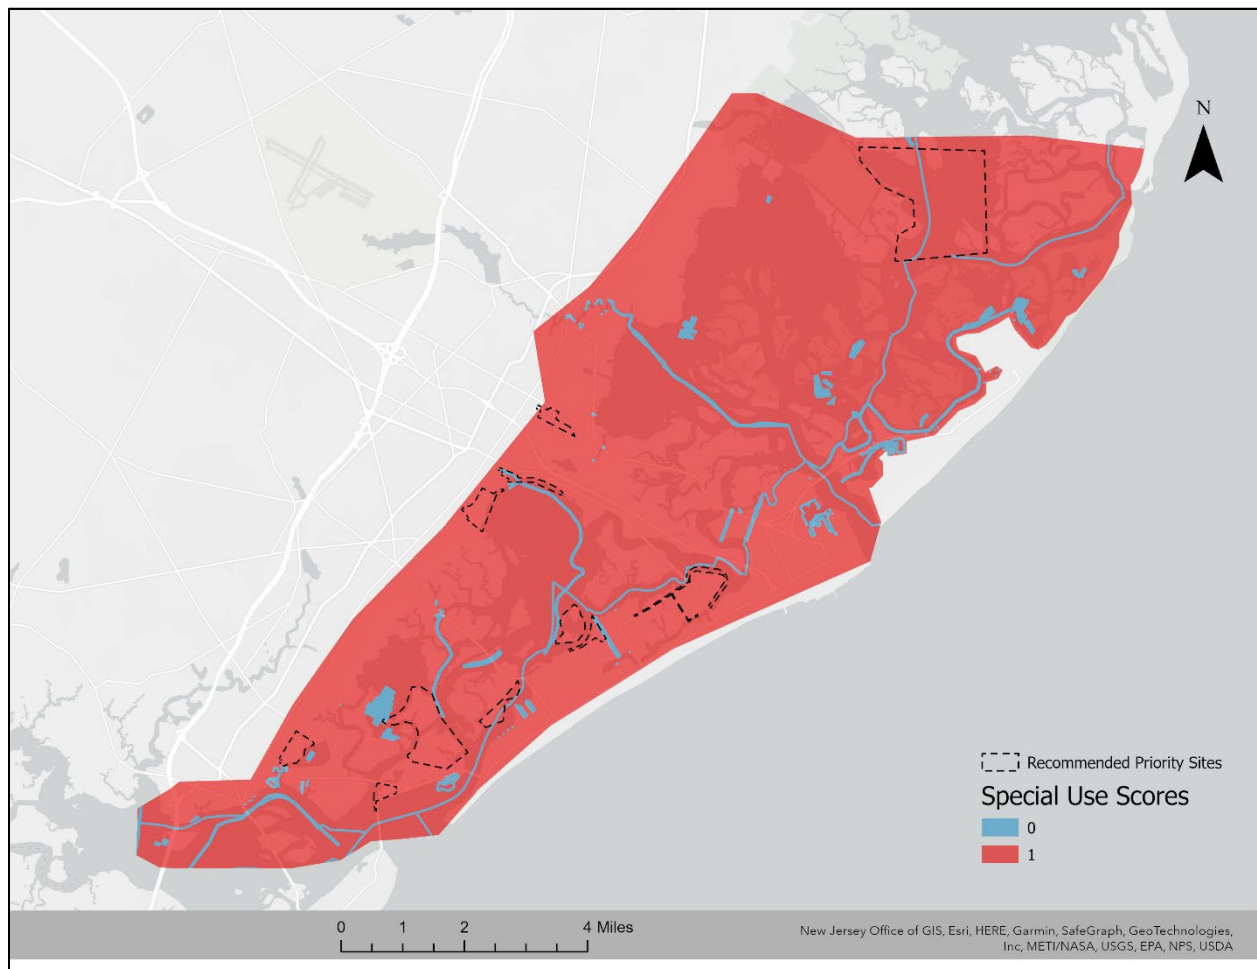 N
Recommended Priority Sites
Special Use Scores
0
1
0 1 2 4 Miles
New Jersey Office of GIS, Esri, HERE, Garmin, SafeGraph, GeoTechnologies,
Inc, METI/NASA, USGS, EPA, NPS, USDA